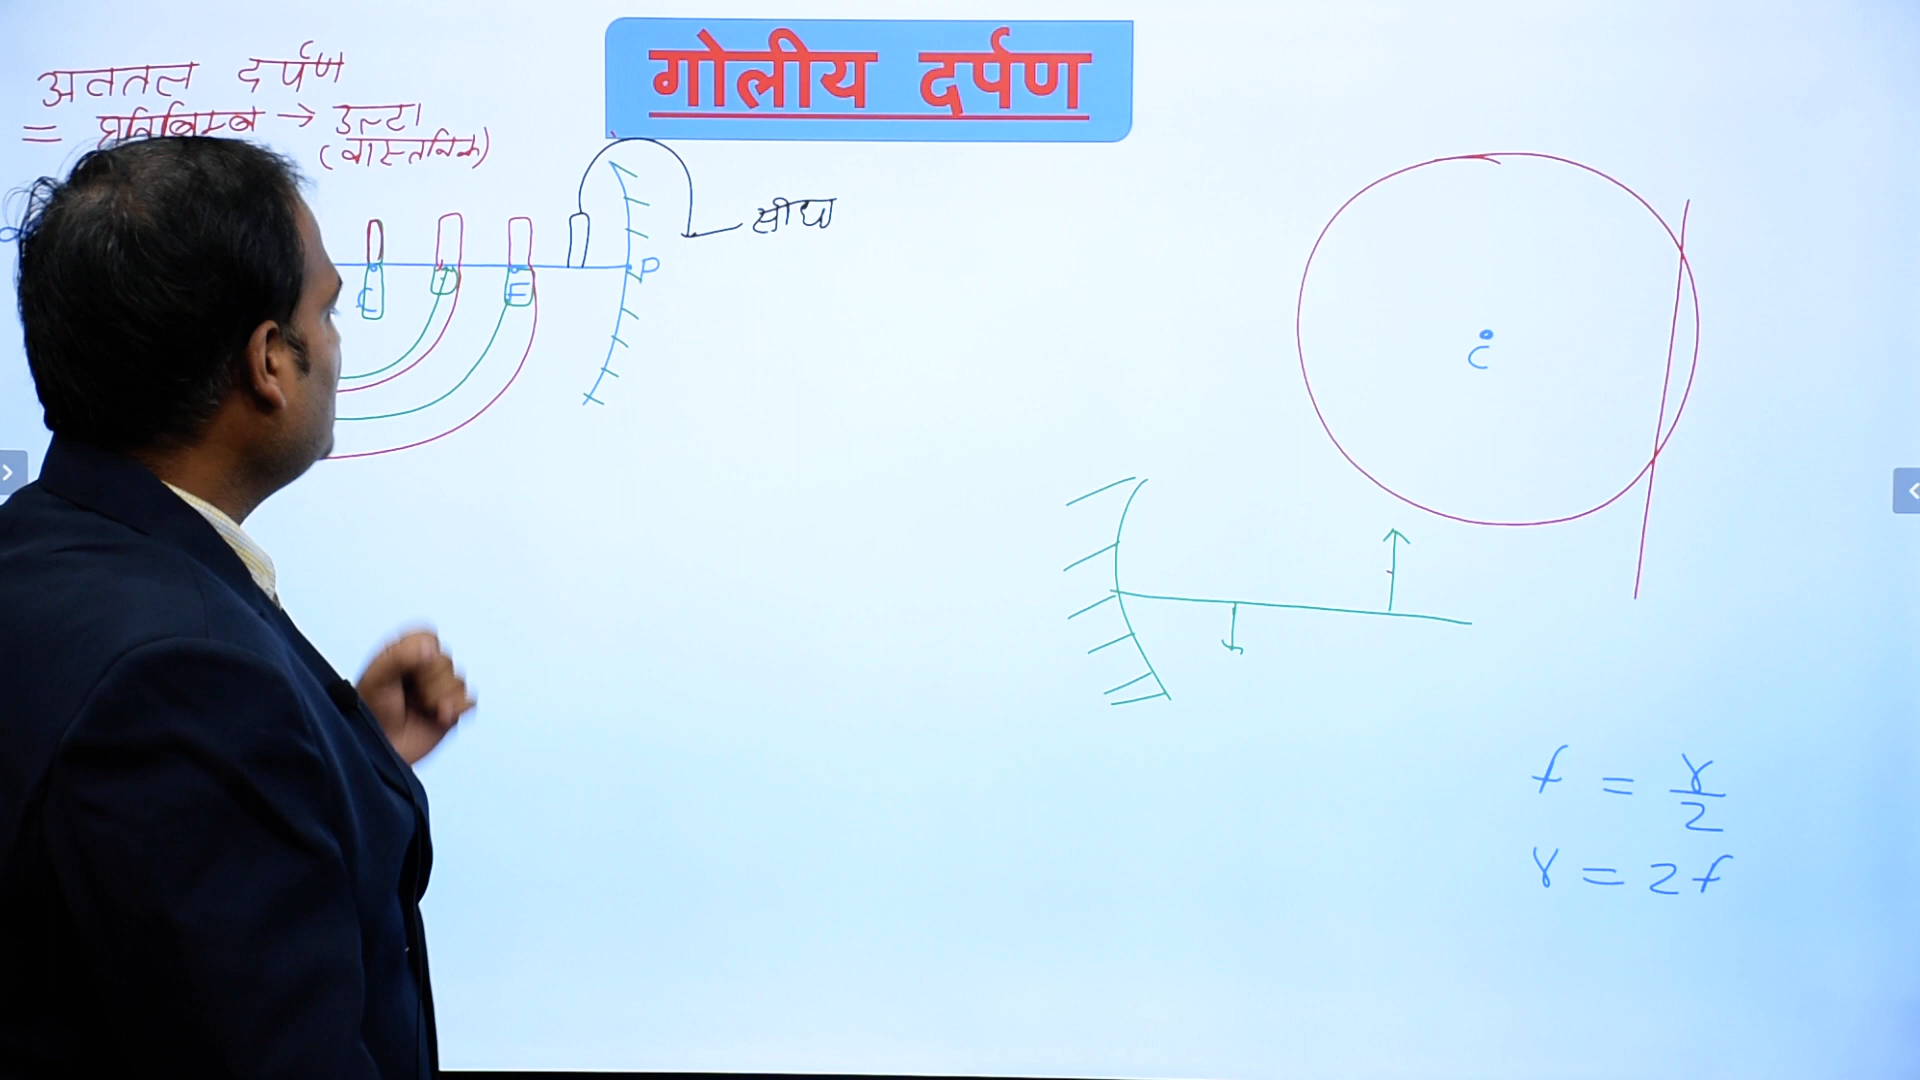 गोलीय दर्पण
अवतल दर्पण
= प्रतिबिम्ब → उल्टा
(वास्तविक)
सीधा
C
F
P
C
f = r/2
r = 2f